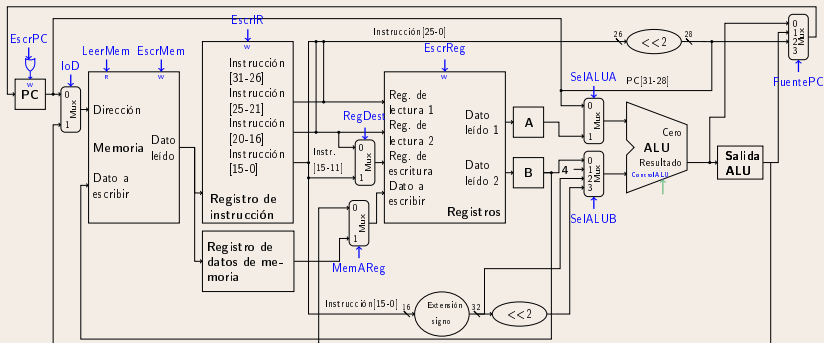 EscrPC
W
PC
IoD
0
Mux
1
LeerMem
R
EscrMem
W
Dirección
Memoria
Dato
leído
Dato a
escribir
EscrIR
W
Instrucción
[31-26]
Instrucción
[25-21]
Instrucción
[20-16]
Instrucción
[15-0]
Registro de
instrucción
Registro de
datos de me-
moria
Instrucción[25-0]
Instr.
[15-11]
RegDest
0
Mux
1
0
Mux
1
MemAReg
EscrReg
W
Reg. de
lectura 1
Reg. de
lectura 2
Reg. de
escritura
Dato a
escribir
Dato
leído 1
Dato
leído 2
Registros
A
B
4
SelALUA
0
Mux
1
0
1
2
3
Mux
SelALUB
26
<<2
28
PC[31-28]
Cero
ALU
Resultado
ControlALU
Salida
ALU
0
1
2
3
Mux
FuentePC
Instrucción[15-0]
16
Extensión
signo
32
<<2